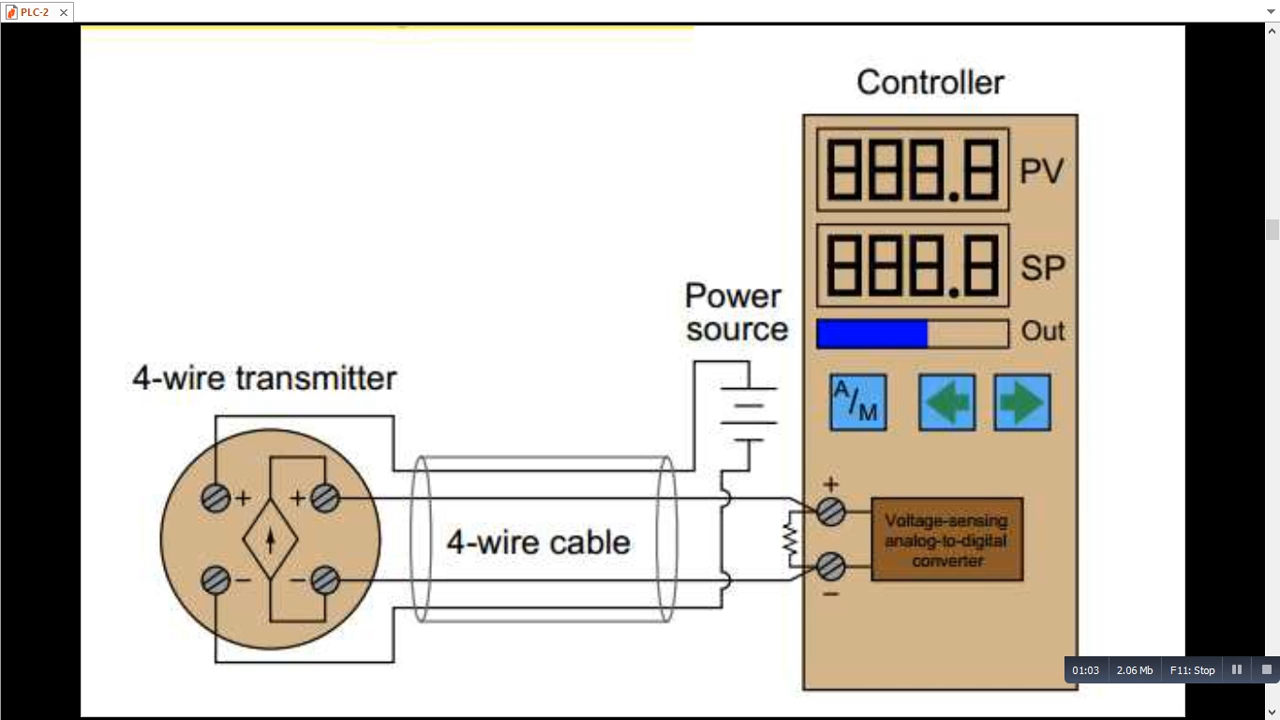 PLC-2
Controller
888.8 PV
888.8 SP
Power
source
Out
4-wire transmitter
A/M
+ +
+
4-wire cable
Voltage-sensing
analog-to-digital
converter
− −
−
01:03 2.06 Mb F11: Stop